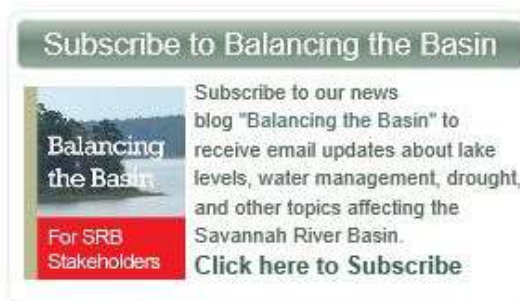 Subscribe to Balancing the Basin
Balancing
the Basin
For SRB
Stakeholders
Subscribe to our news
blog "Balancing the Basin" to
receive email updates about lake
levels, water management, drought,
and other topics affecting the
Savannah River Basin.
Click here to Subscribe